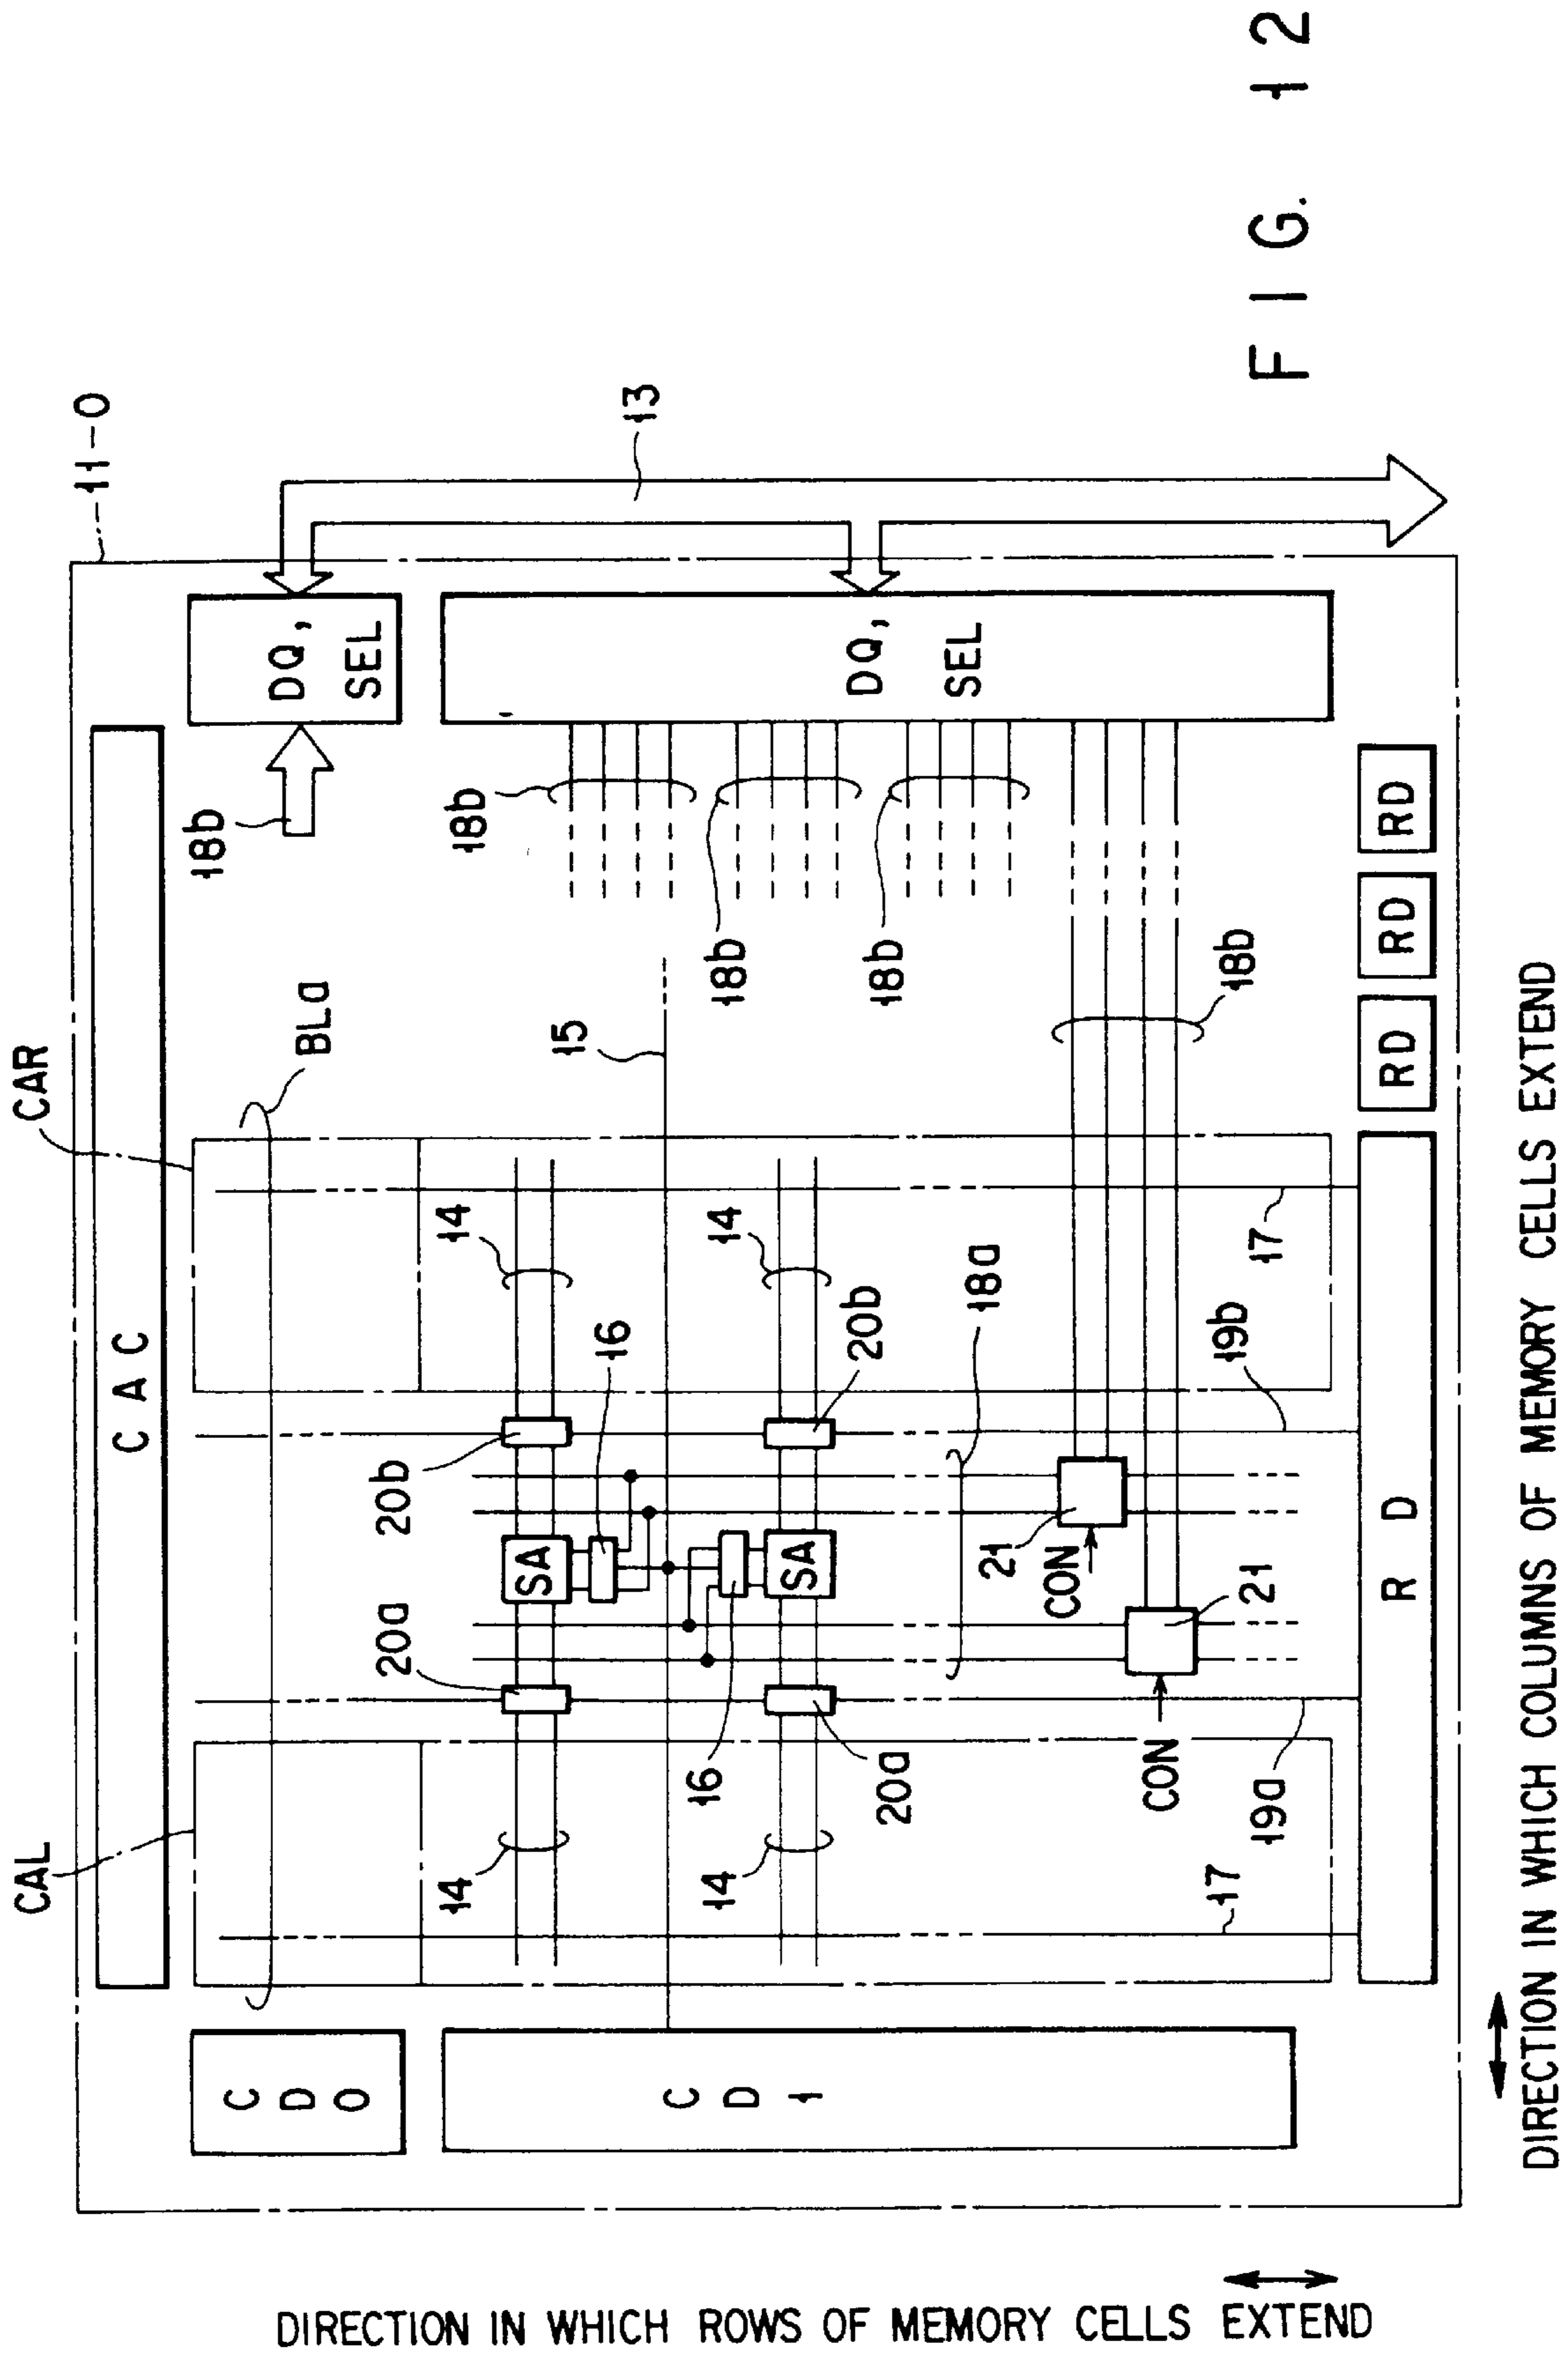 11-0
CAC
CAR
CAL
BLa
18b
DQ,
SEL
13
CD0
CD1
DQ,
SEL
18b
18b
18b
18b
15
14
14
14
14
16
16
SA
SA
20b
20b
20a
20a
18a
21
21
CON
CON
17
17
19b
19a
RD
RD
RD
RD
DIRECTION IN WHICH ROWS OF MEMORY CELLS EXTEND
DIRECTION IN WHICH COLUMNS OF MEMORY CELLS EXTEND
FIG. 12